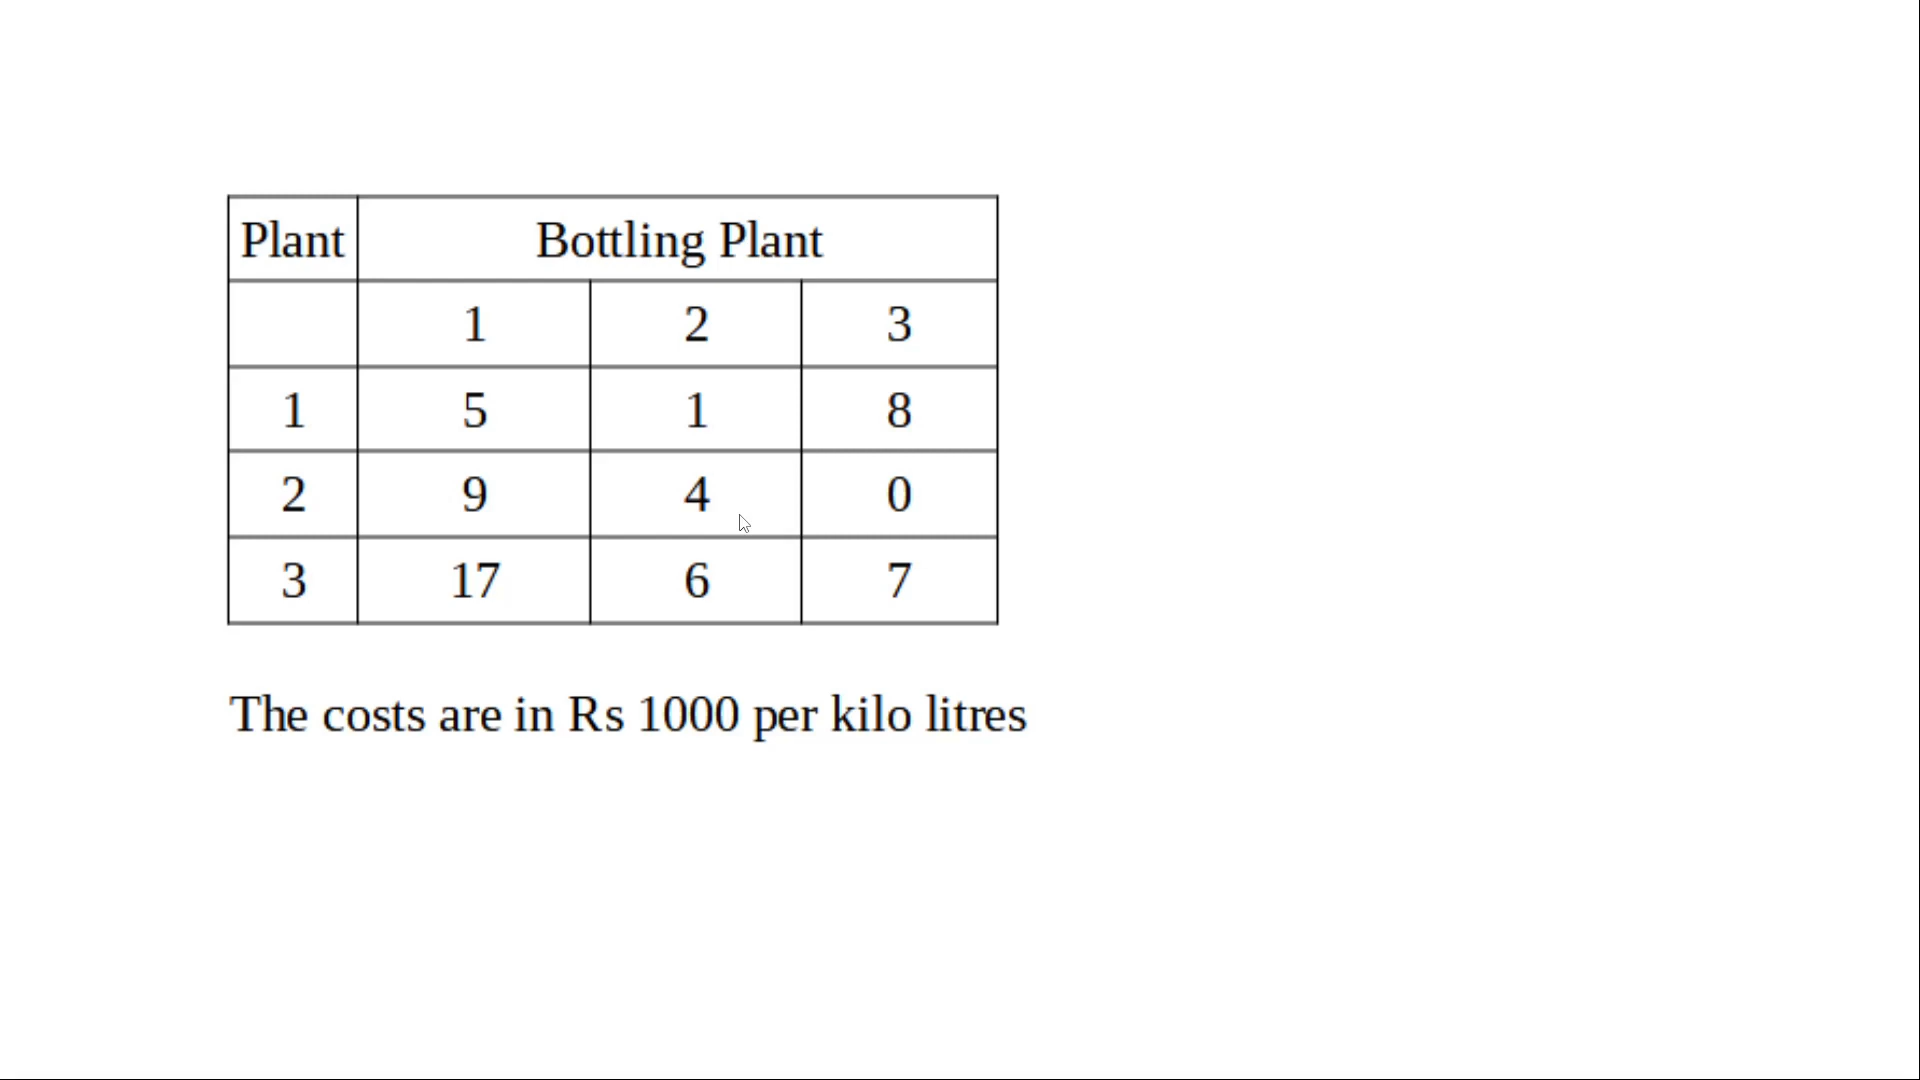 Plant Bottling Plant
1 2 3
1 5 1 8
2 9 4 0
3 17 6 7
The costs are in Rs 1000 per kilo litres